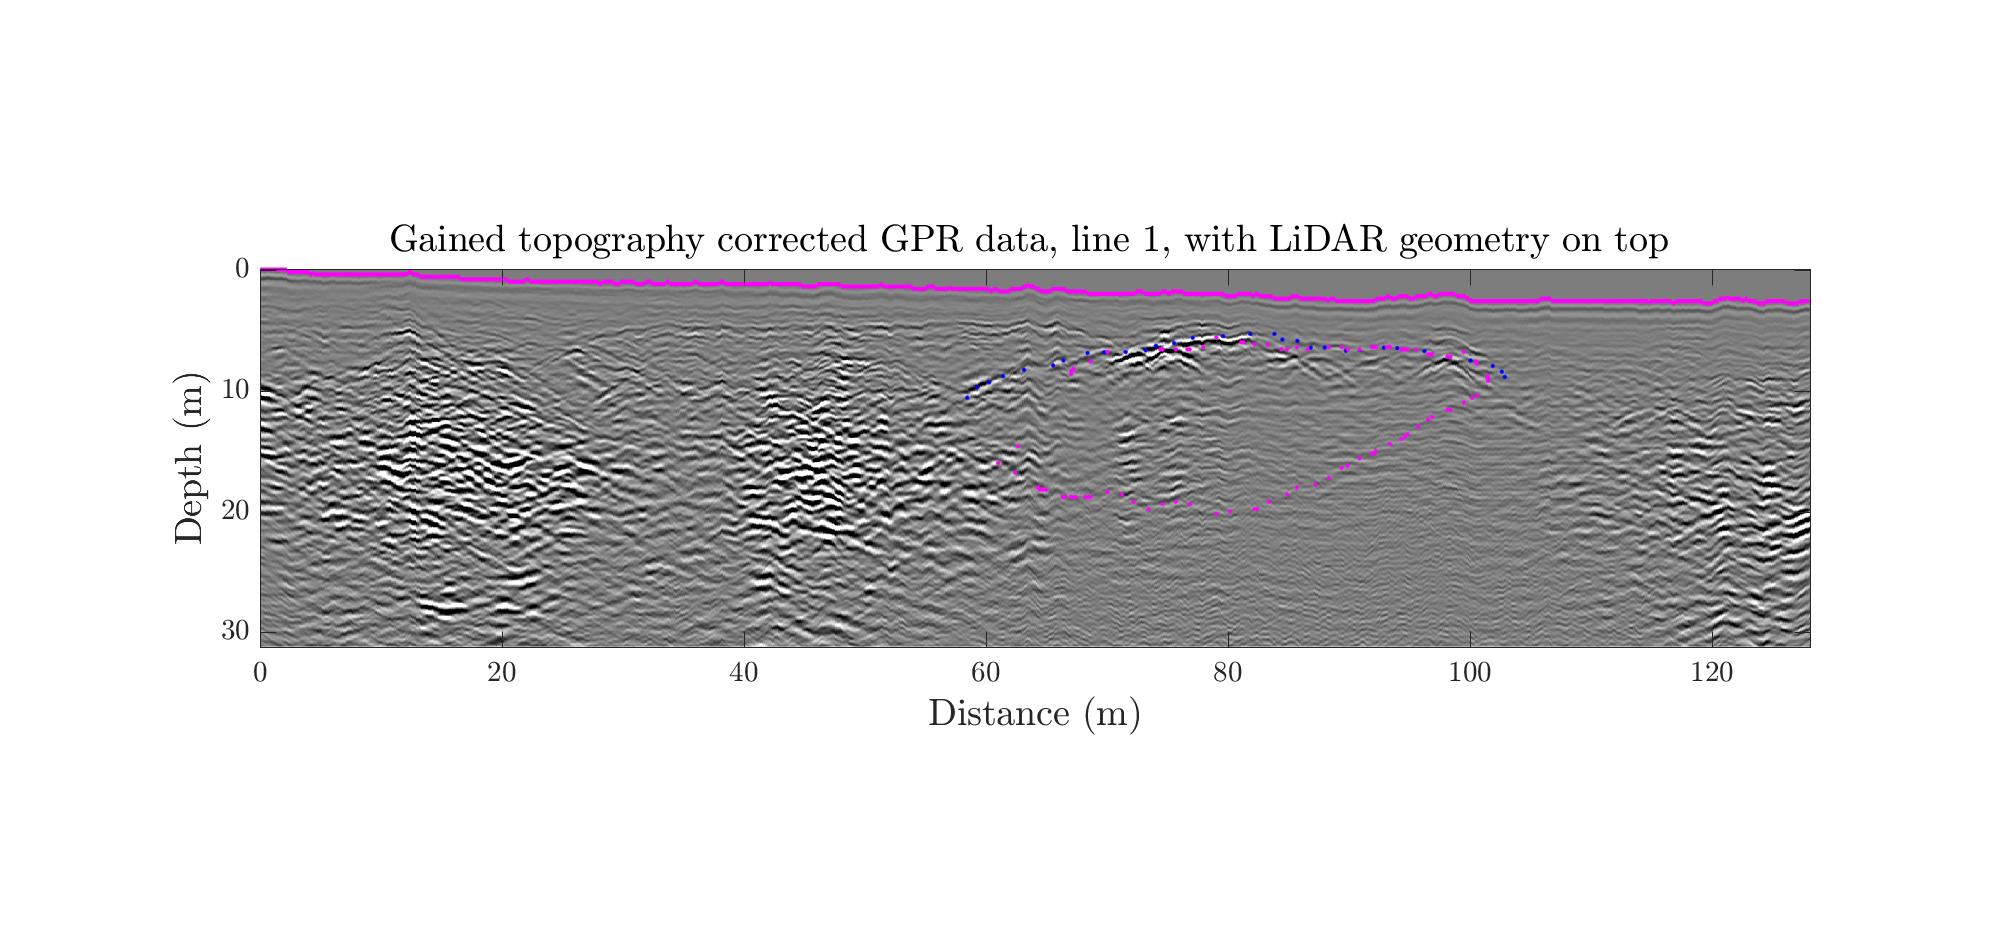 Gained topography corrected GPR data, line 1, with LiDAR geometry on top
0
10
20
30
Depth (m)
0 20 40 60 80 100 120
Distance (m)